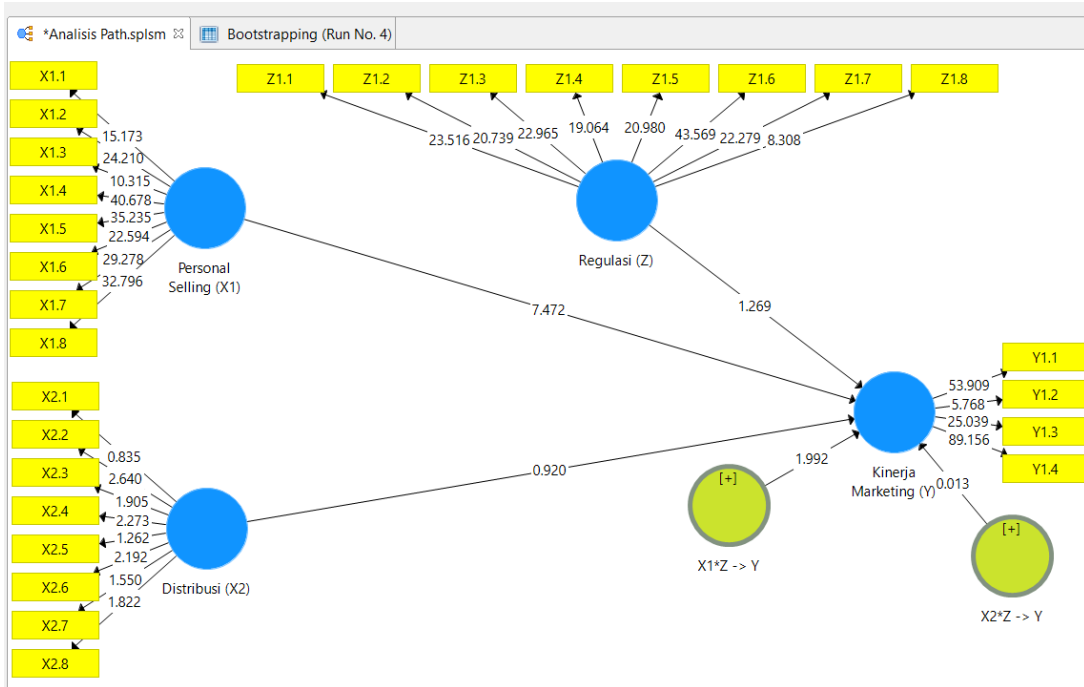 *Analisis Path.splsm
Bootstrapping (Run No. 4)
X1.1
X1.2
X1.3
X1.4
X1.5
X1.6
X1.7
X1.8
15.173
24.210
10.315
40.678
35.235
22.594
29.278
32.796
Personal
Selling (X1)
Z1.1
Z1.2
Z1.3
Z1.4
Z1.5
Z1.6
Z1.7
Z1.8
23.516
20.739
22.965
19.064
20.980
43.569
22.279
8.308
Regulasi (Z)
7.472
1.269
X2.1
X2.2
X2.3
X2.4
X2.5
X2.6
X2.7
X2.8
0.835
2.640
1.905
2.273
1.262
2.192
1.550
1.822
Distribusi (X2)
0.920
Y1.1
Y1.2
Y1.3
Y1.4
53.909
5.768
25.039
89.156
Kinerja
Marketing (Y)
1.992
0.013
[+]
X1*Z -> Y
[+]
X2*Z -> Y